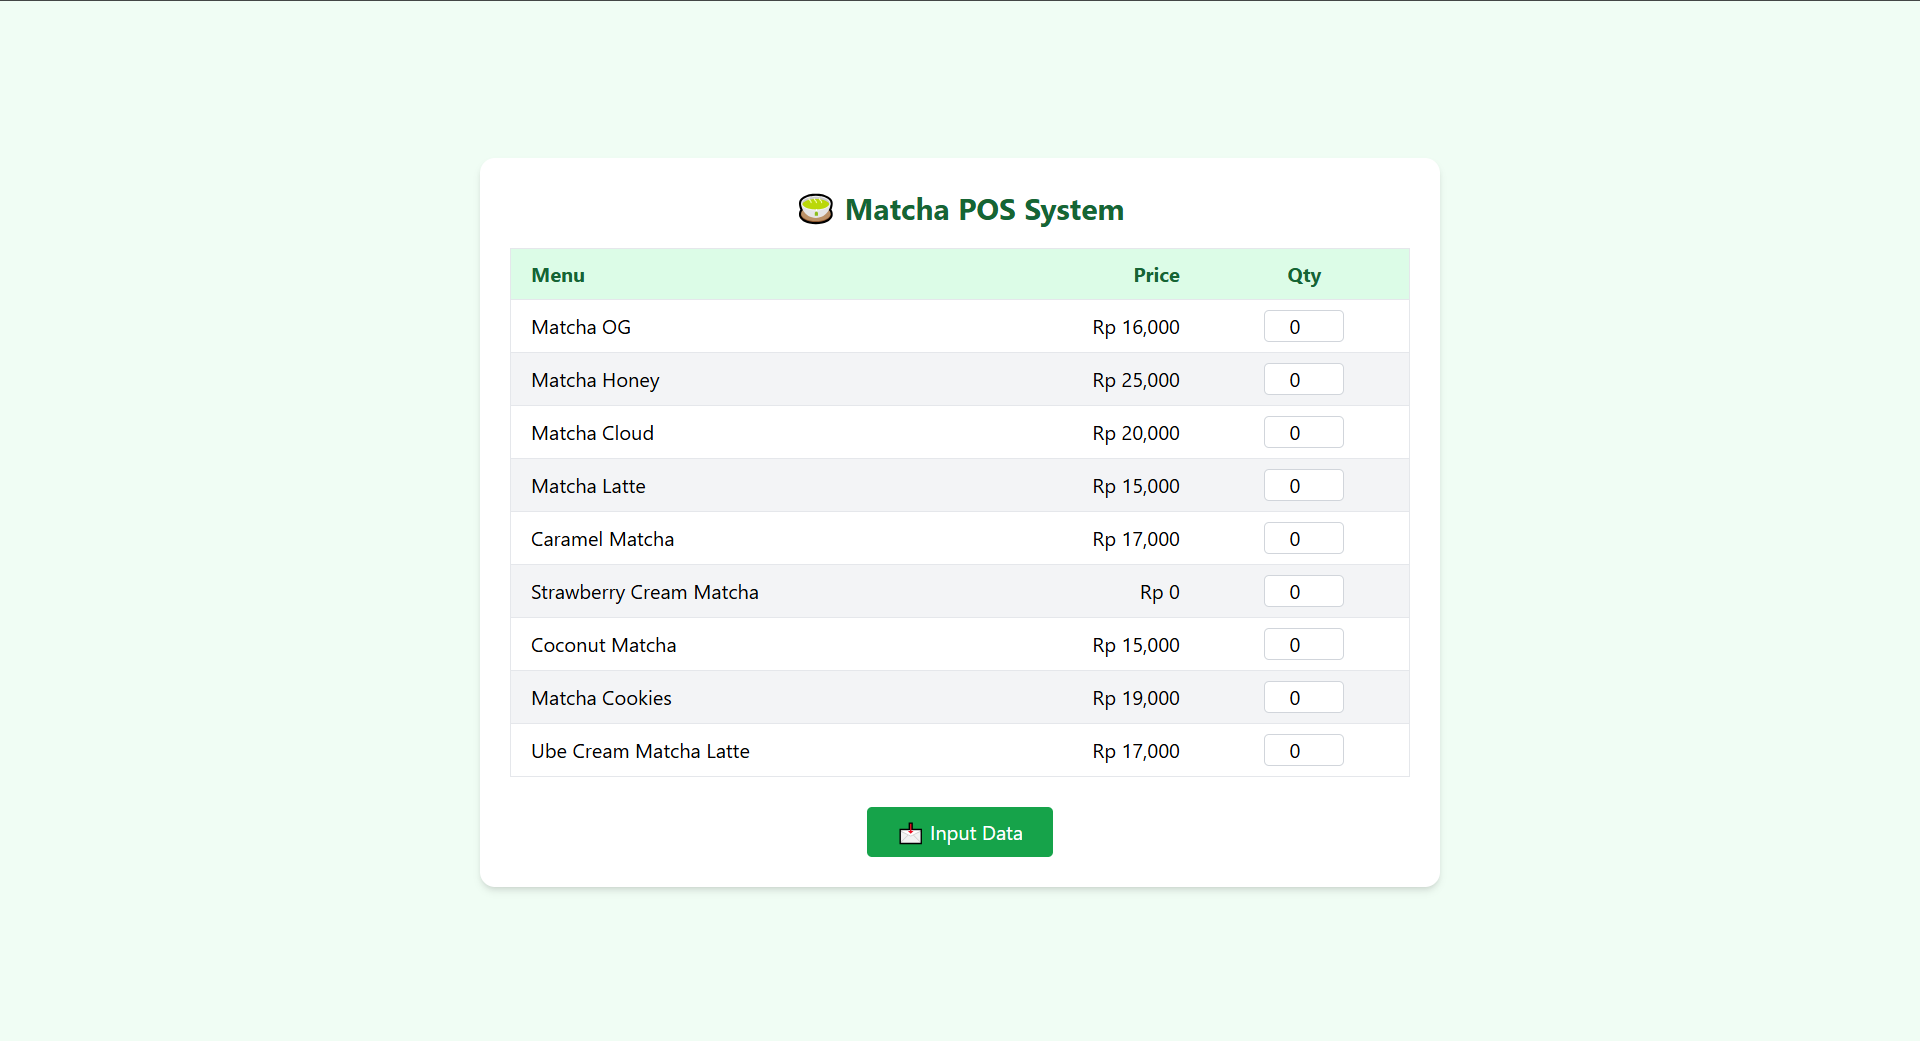 Matcha POS System
Menu Price Qty
Matcha OG Rp 16,000 0
Matcha Honey Rp 25,000 0
Matcha Cloud Rp 20,000 0
Matcha Latte Rp 15,000 0
Caramel Matcha Rp 17,000 0
Strawberry Cream Matcha Rp 0 0
Coconut Matcha Rp 15,000 0
Matcha Cookies Rp 19,000 0
Ube Cream Matcha Latte Rp 17,000 0
Input Data